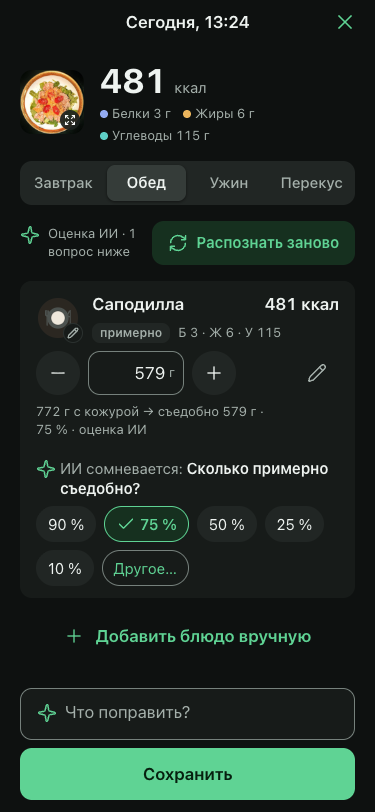 Сегодня, 13:24
481 ккал
Белки 3 г Жиры 6 г
Углеводы 115 г
Завтрак Обед Ужин Перекус
Оценка ИИ · 1
вопрос ниже
Распознать заново
Саподилла 481 ккал
примерно Б 3 · Ж 6 · У 115
− 579 г +
772 г с кожурой → съедобно 579 г ·
75 % · оценка ИИ
ИИ сомневается: Сколько примерно
съедобно?
90 % 75 % 50 % 25 %
10 % Другое...
+ Добавить блюдо вручную
Что поправить?
Сохранить